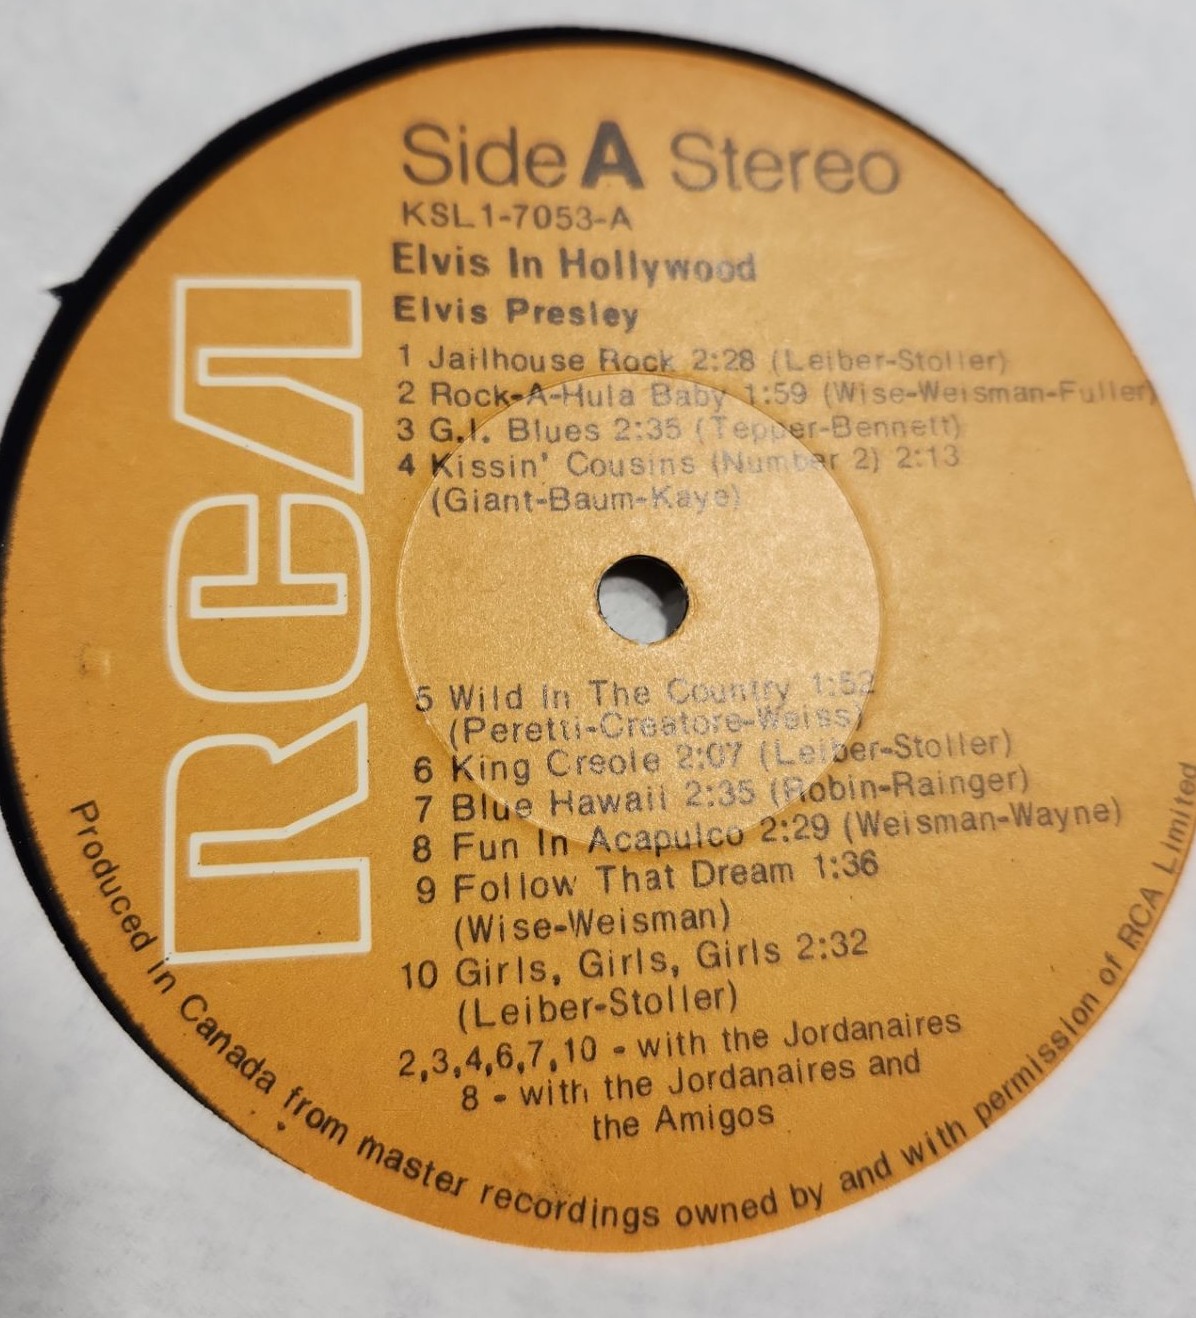 Side A Stereo
KSL1-7053-A
Elvis In Hollywood
Elvis Presley
1 Jailhouse Rock 2:28 (Leiber-Stoller)
2 Rock-A-Hula Baby 1:59 (Wise-Weisman-Fuller)
3 G.I. Blues 2:35 (Tepper-Bennett)
4 Kissin' Cousins (Number 2) 2:13
(Giant-Baum-Kaye)
RCA
5 Wild In The Country 1:52
(Peretti-Creatore-Weiss)
6 King Creole 2:07 (Leiber-Stoller)
7 Blue Hawaii 2:35 (Robin-Rainger)
8 Fun In Acapulco 2:29 (Weisman-Wayne)
9 Follow That Dream 1:36
(Wise-Weisman)
10 Girls, Girls, Girls 2:32
(Leiber-Stoller)
2,3,4,6,7,10 - with the Jordanaires
8 - with the Jordanaires and
the Amigos
Produced In Canada from master recordings owned by and with permission of RCA Limited